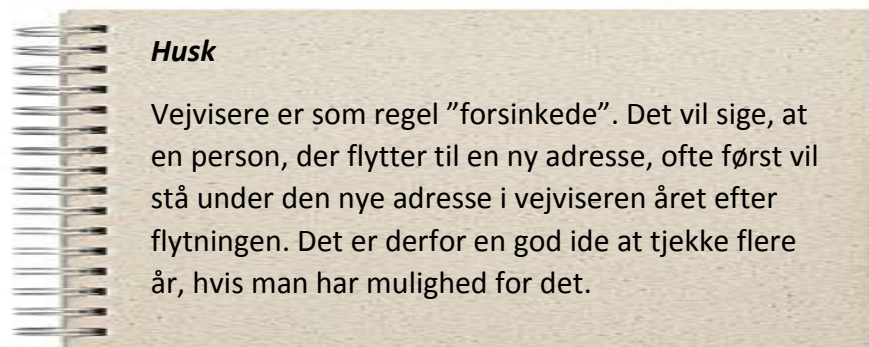 Husk
Vejvisere er som regel ”forsinkede”. Det vil sige, at
en person, der flytter til en ny adresse, ofte først vil
stå under den nye adresse i vejviseren året efter
flytningen. Det er derfor en god ide at tjekke flere
år, hvis man har mulighed for det.